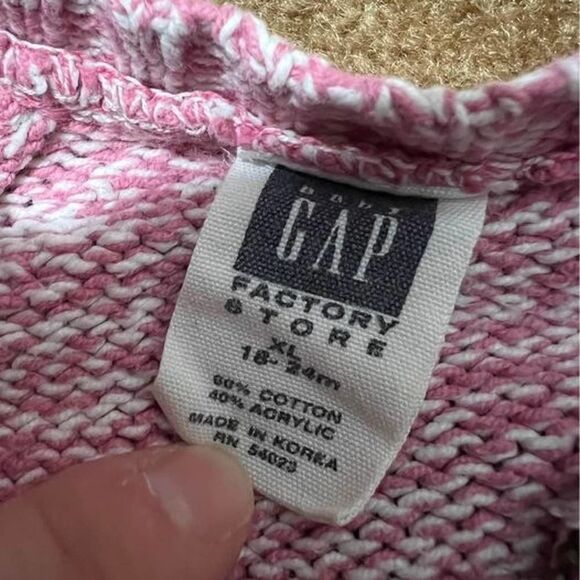 baby
GAP
FACTORY
STORE
XL
18-24m
60% COTTON
40% ACRYLIC
MADE IN KOREA
RN 54023